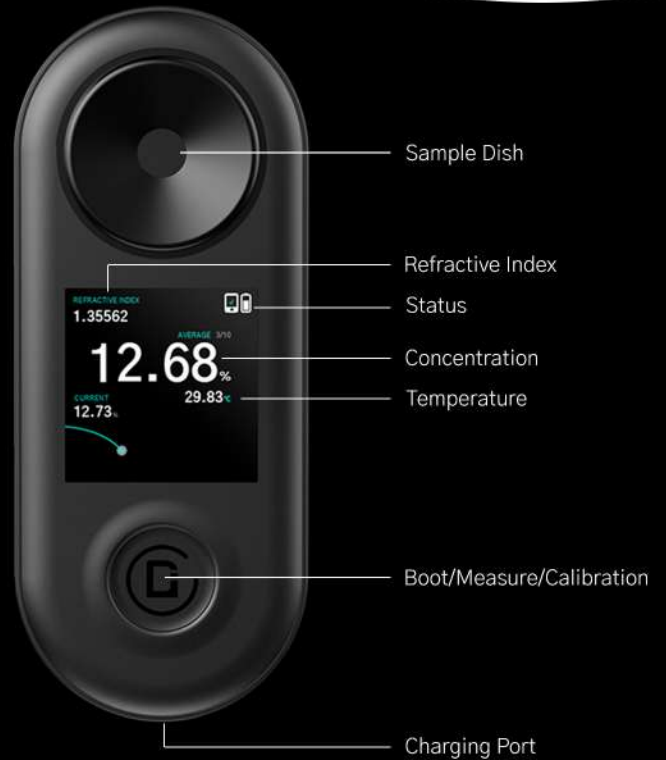 Sample Dish
Refractive Index
REFRACTIVE INDEX
1.35562
Status
AVERAGE 3/10
12.68%
Concentration
CURRENT
12.73%
29.83℃
Temperature
Boot/Measure/Calibration
Charging Port